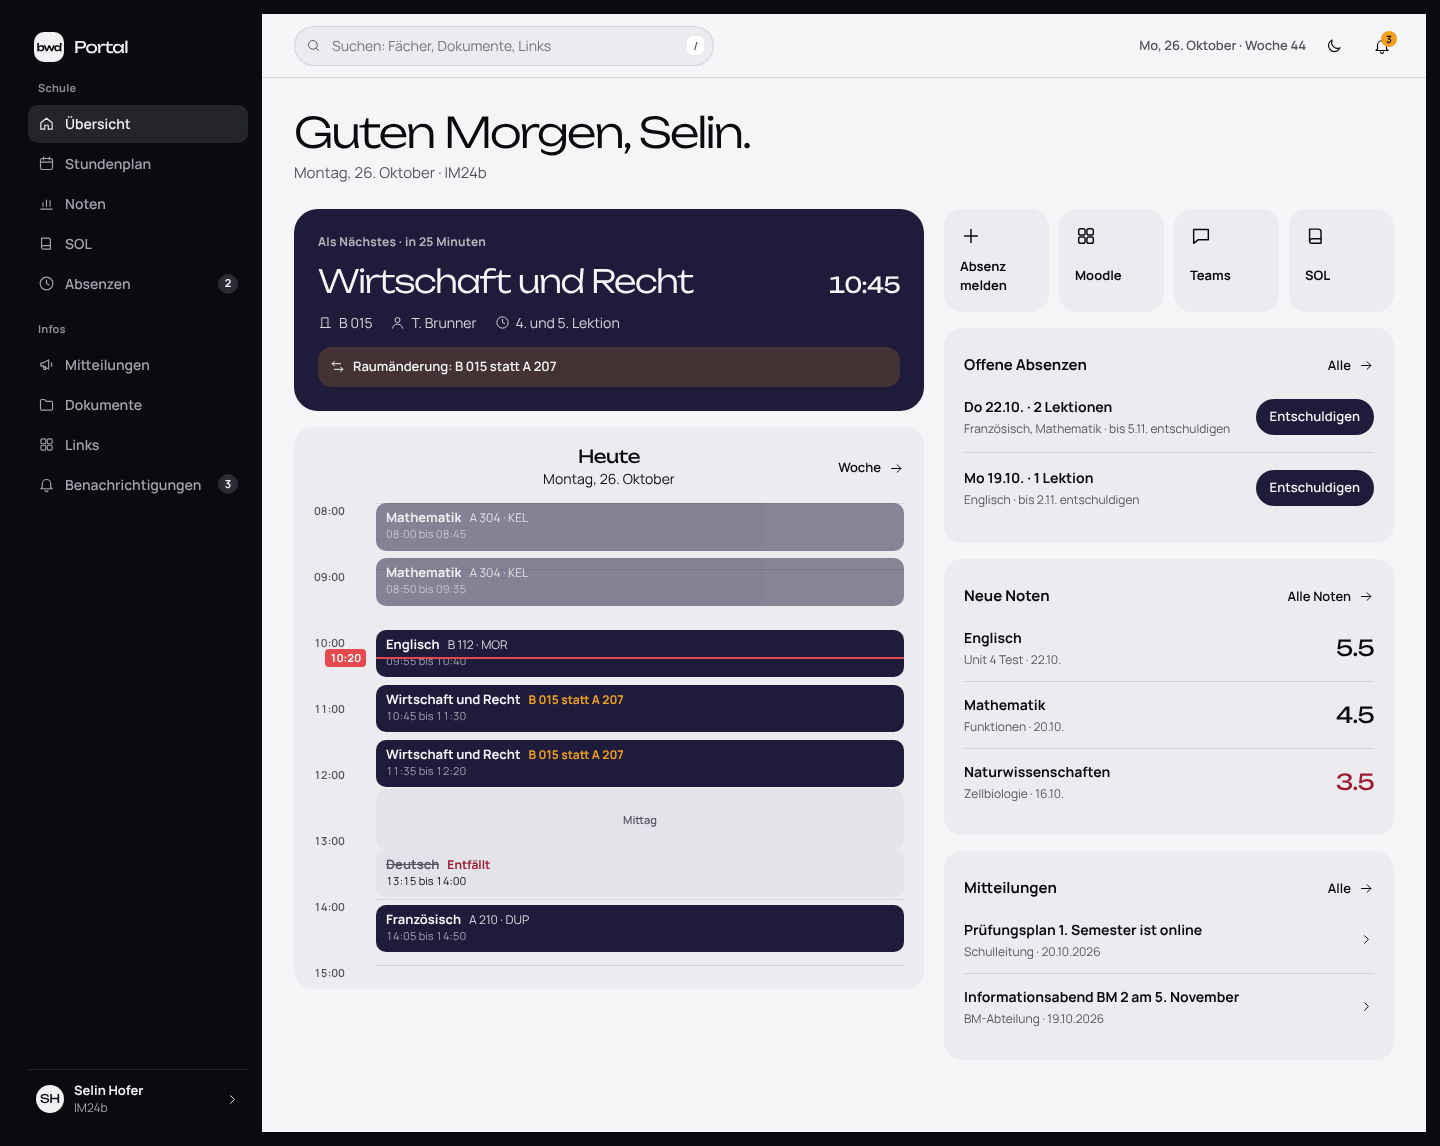 bwd Portal
Schule
Übersicht
Stundenplan
Noten
SOL
Absenzen 2
Infos
Mitteilungen
Dokumente
Links
Benachrichtigungen 3
SH Selin Hofer
IM24b
Suchen: Fächer, Dokumente, Links /
Mo, 26. Oktober · Woche 44 3
Guten Morgen, Selin.
Montag, 26. Oktober · IM24b
Als Nächstes · in 25 Minuten
Wirtschaft und Recht 10:45
B 015 T. Brunner 4. und 5. Lektion
Raumänderung: B 015 statt A 207
Heute
Montag, 26. Oktober
Woche
08:00
Mathematik A 304 · KEL
08:00 bis 08:45
09:00
Mathematik A 304 · KEL
08:50 bis 09:35
10:00
Englisch B 112 · MOR
10:20
09:55 bis 10:40
11:00
Wirtschaft und Recht B 015 statt A 207
10:45 bis 11:30
12:00
Wirtschaft und Recht B 015 statt A 207
11:35 bis 12:20
Mittag
13:00
Deutsch Entfällt
13:15 bis 14:00
14:00
Französisch A 210 · DUP
14:05 bis 14:50
15:00
Absenz
melden
Moodle
Teams
SOL
Offene Absenzen Alle
Do 22.10. · 2 Lektionen
Französisch, Mathematik · bis 5.11. entschuldigen
Entschuldigen
Mo 19.10. · 1 Lektion
Englisch · bis 2.11. entschuldigen
Entschuldigen
Neue Noten Alle Noten
Englisch
Unit 4 Test · 22.10.
5.5
Mathematik
Funktionen · 20.10.
4.5
Naturwissenschaften
Zellbiologie · 16.10.
3.5
Mitteilungen Alle
Prüfungsplan 1. Semester ist online
Schulleitung · 20.10.2026
Informationsabend BM 2 am 5. November
BM-Abteilung · 19.10.2026